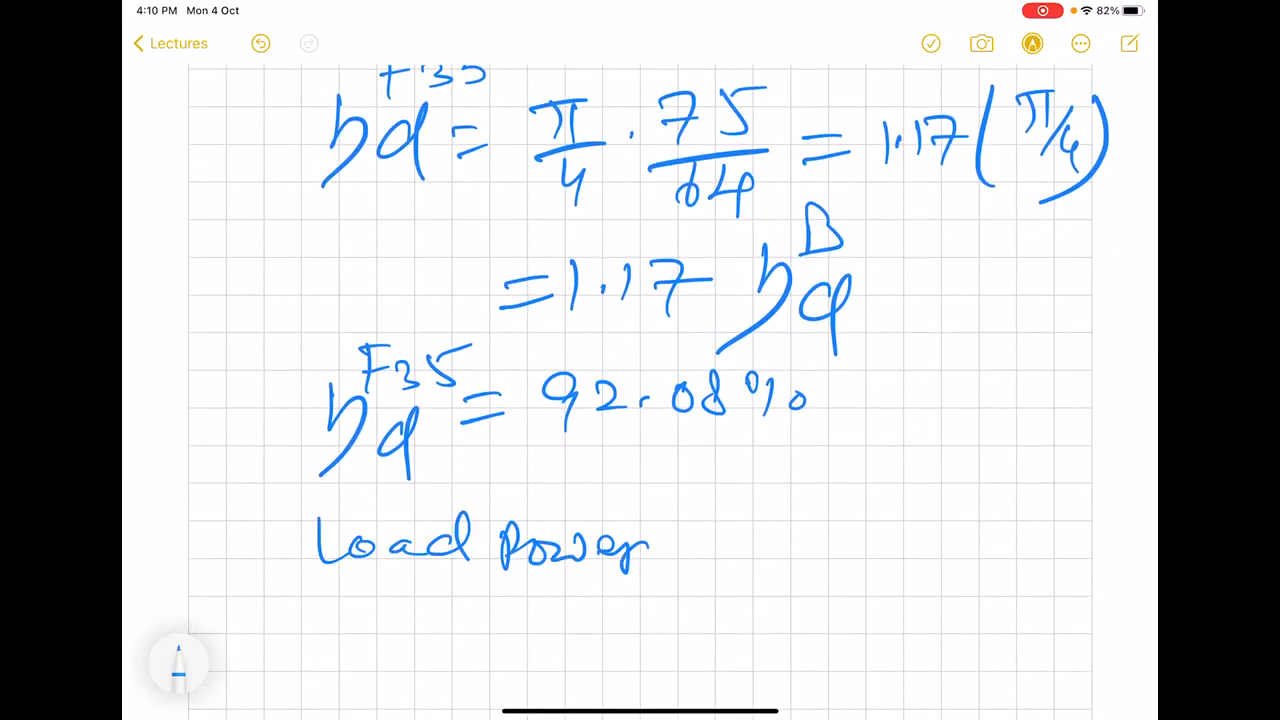 4:10 PM Mon 4 Oct
82%
Lectures
F35
ηd = π/4 · 75/64 = 1.17 (π/4)
= 1.17 ηd^B
ηd^F35 = 92.08%
Load Power